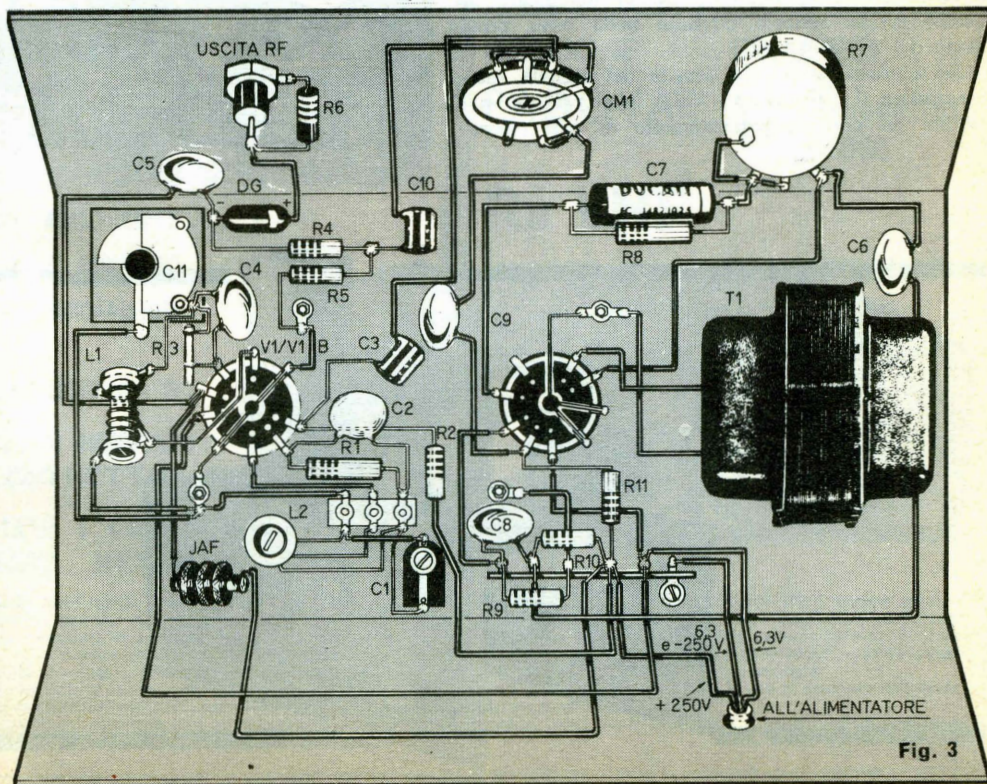 USCITA RF
R6
CM1
R7
C5
DG
- +
C10
C7
DUCATI
R4
R8
C6
R5
C11
C4
T1
L1
R 3
V1/V1 B
C3
C9
C2
R1
R2
R11
L2
C8
JAF
C1
R10
R9
6,3
e -250V
6,3V
+ 250V
ALL'ALIMENTATORE
Fig. 3